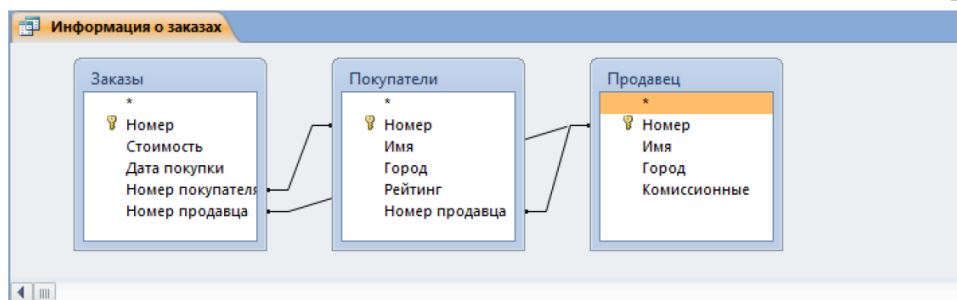 Информация о заказах
Заказы
*
Номер
Стоимость
Дата покупки
Номер покупателя
Номер продавца
Покупатели
*
Номер
Имя
Город
Рейтинг
Номер продавца
Продавец
*
Номер
Имя
Город
Комиссионные